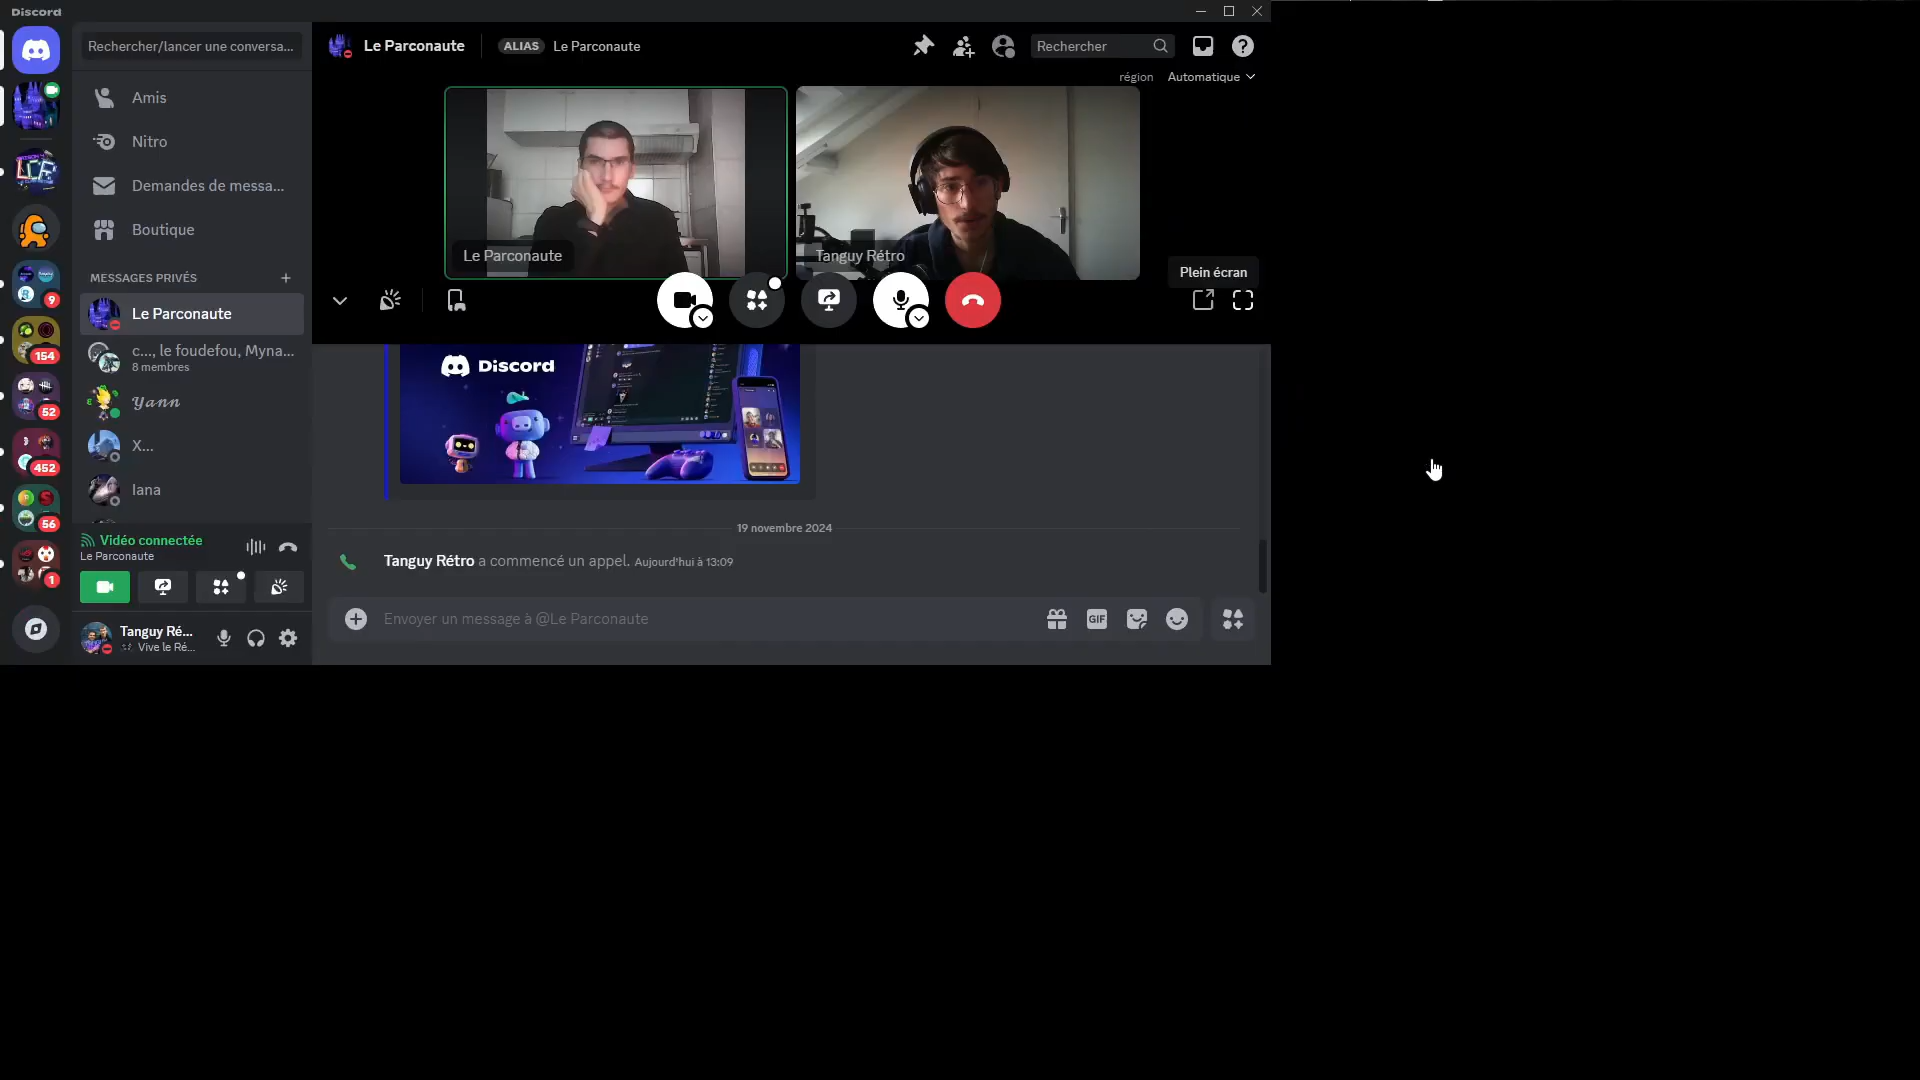 Discord
Rechercher/lancer une conversa...
Le Parconaute
ALIAS Le Parconaute
Rechercher
région Automatique
Amis
Nitro
Demandes de messa...
Boutique
MESSAGES PRIVÉS
Le Parconaute
c..., le foudefou, Myna...
8 membres
Yann
X...
Iana
9
154
52
452
56
1
Vidéo connectée
Le Parconaute
Tanguy Ré...
Vive le Ré...
Le Parconaute
Tanguy Rétro
Plein écran
Discord
19 novembre 2024
Tanguy Rétro a commencé un appel. Aujourd'hui à 13:09
Envoyer un message à @Le Parconaute
GIF